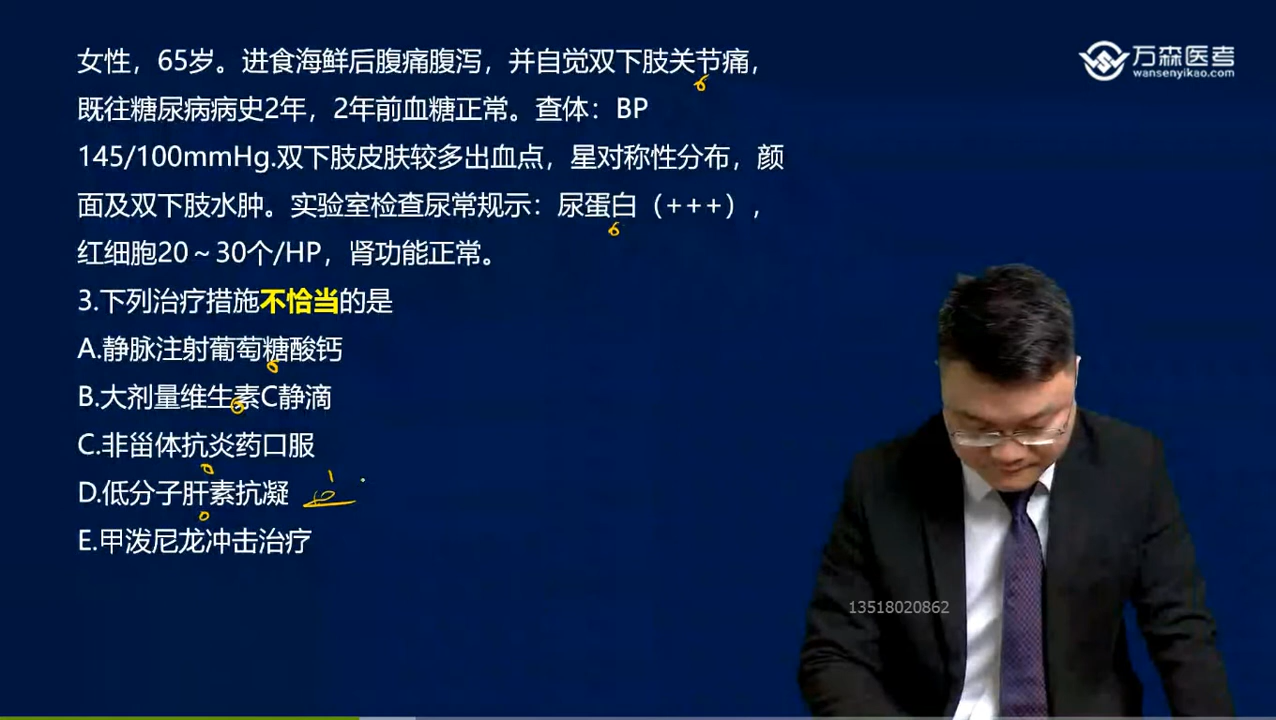 女性，65岁。进食海鲜后腹痛腹泻，并自觉双下肢关节痛，
既往糖尿病病史2年，2年前血糖正常。查体：BP
145/100mmHg.双下肢皮肤较多出血点，星对称性分布，颜
面及双下肢水肿。实验室检查尿常规示：尿蛋白（+++），
红细胞20～30个/HP，肾功能正常。
3.下列治疗措施不恰当的是
A.静脉注射葡萄糖酸钙
B.大剂量维生素C静滴
C.非甾体抗炎药口服
D.低分子肝素抗凝
E.甲泼尼龙冲击治疗
万森医考
wansenyikao.com
13518020862